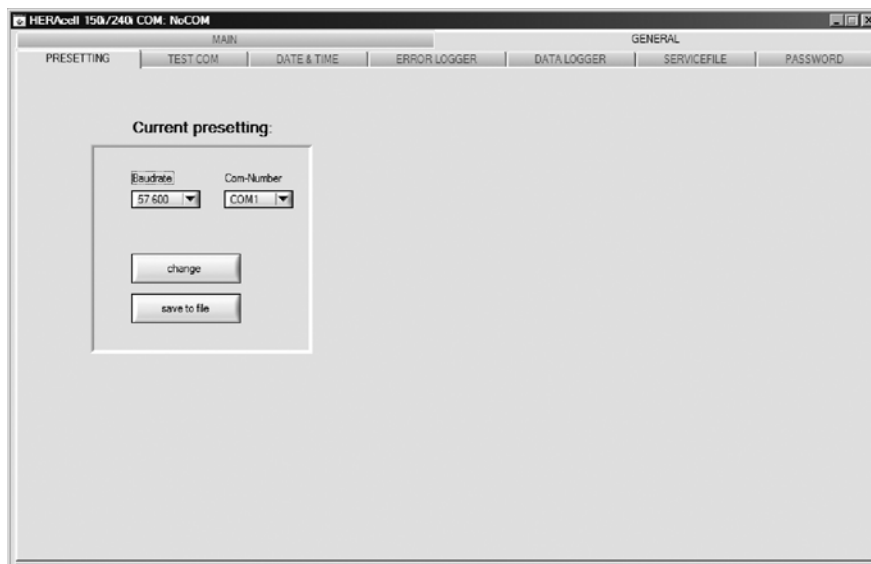 HERAcell 150i/240i COM: NoCOM
MAIN GENERAL
PRESETTING TEST COM DATE & TIME ERROR LOGGER DATA LOGGER SERVICEFILE PASSWORD
Current presetting:
Baudrate Com-Number
57 600 COM1
change
save to file